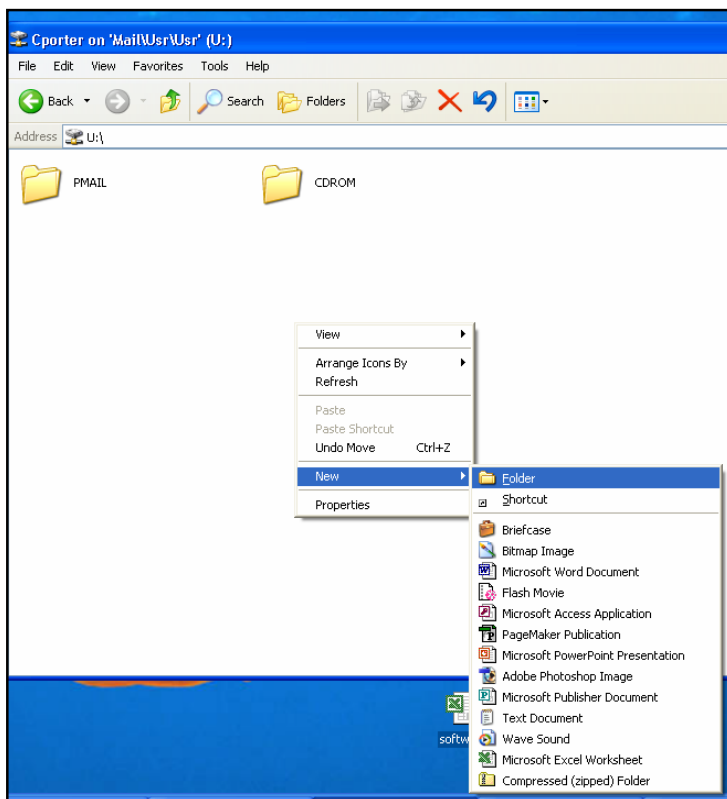 Cporter on 'Mail\Usr\Usr' (U:)
File Edit View Favorites Tools Help
Back Search Folders
Address U:\
PMAIL CDROM
View
Arrange Icons By
Refresh
Paste
Paste Shortcut
Undo Move Ctrl+Z
New
Properties
Folder
Shortcut
Briefcase
Bitmap Image
Microsoft Word Document
Flash Movie
Microsoft Access Application
PageMaker Publication
Microsoft PowerPoint Presentation
Adobe Photoshop Image
Microsoft Publisher Document
Text Document
Wave Sound
Microsoft Excel Worksheet
Compressed (zipped) Folder